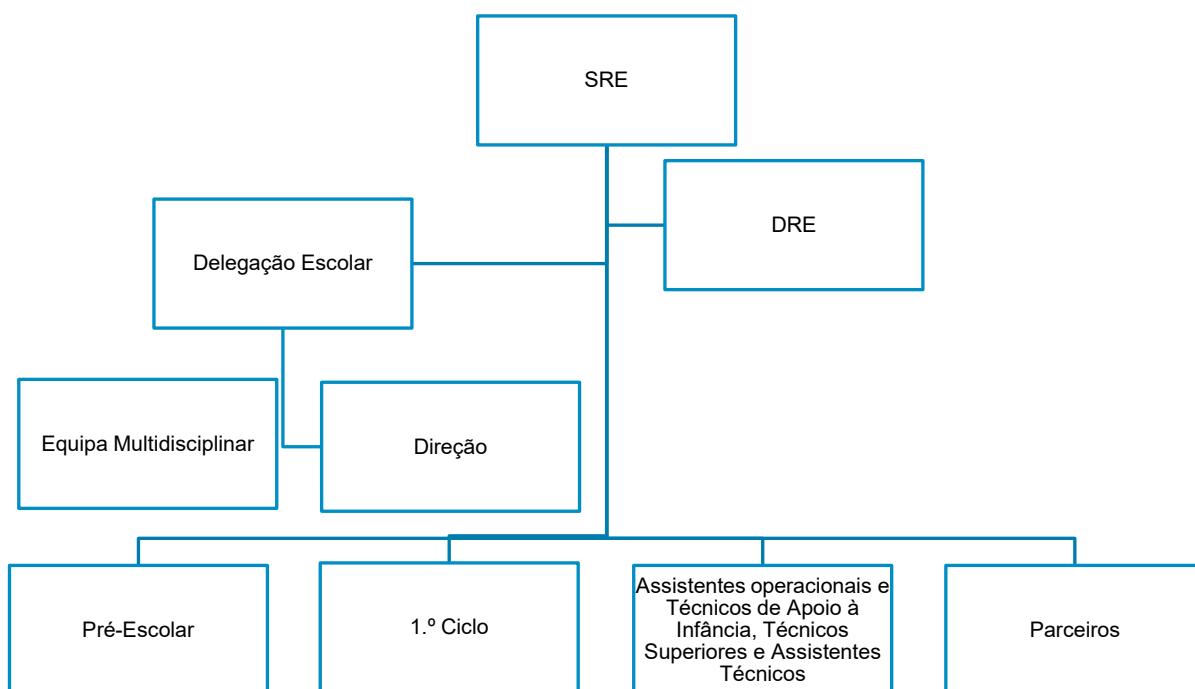 SRE
DRE
Delegação Escolar
Equipa Multidisciplinar
Direção
Pré-Escolar
1.º Ciclo
Assistentes operacionais e
Técnicos de Apoio à
Infância, Técnicos
Superiores e Assistentes
Técnicos
Parceiros